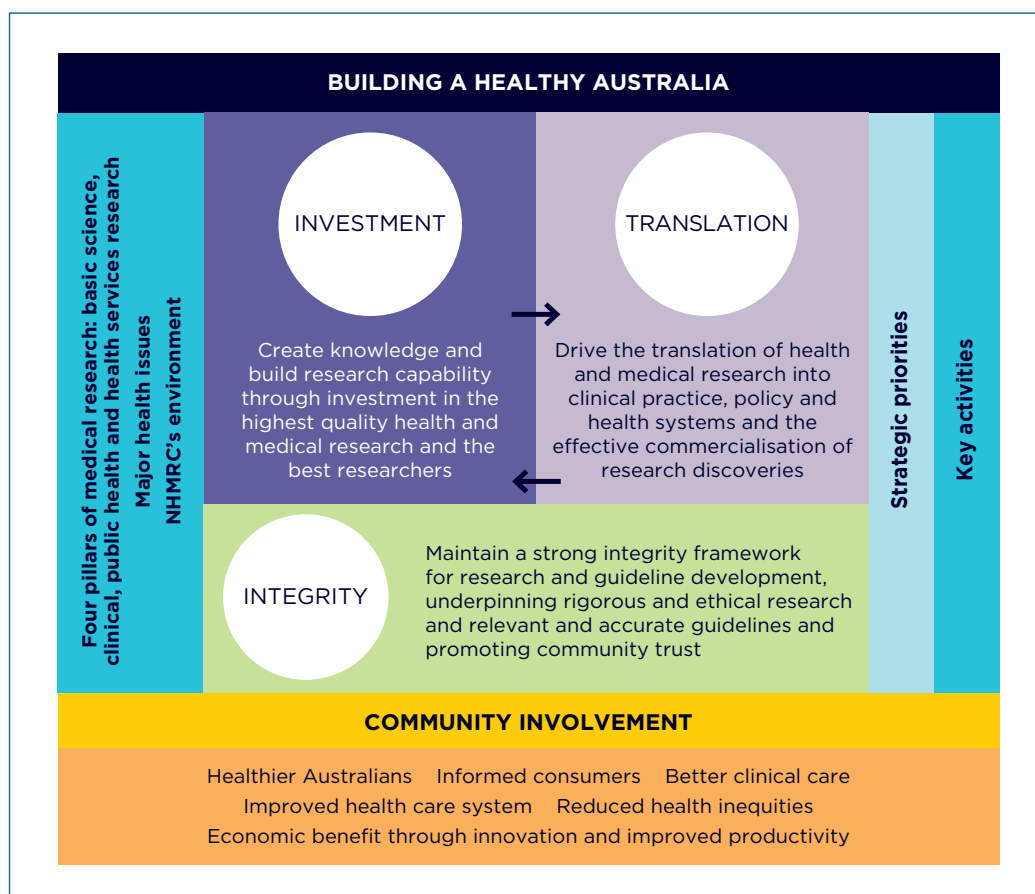 BUILDING A HEALTHY AUSTRALIA
Four pillars of medical research: basic science,
clinical, public health and health services research
Major health issues
NHMRC's environment
INVESTMENT
Create knowledge and
build research capability
through investment in the
highest quality health and
medical research and the
best researchers
TRANSLATION
Drive the translation of health
and medical research into
clinical practice, policy and
health systems and the
effective commercialisation of
research discoveries
INTEGRITY
Maintain a strong integrity framework
for research and guideline development,
underpinning rigorous and ethical research
and relevant and accurate guidelines and
promoting community trust
Strategic priorities
Key activities
COMMUNITY INVOLVEMENT
Healthier Australians Informed consumers Better clinical care
Improved health care system Reduced health inequities
Economic benefit through innovation and improved productivity